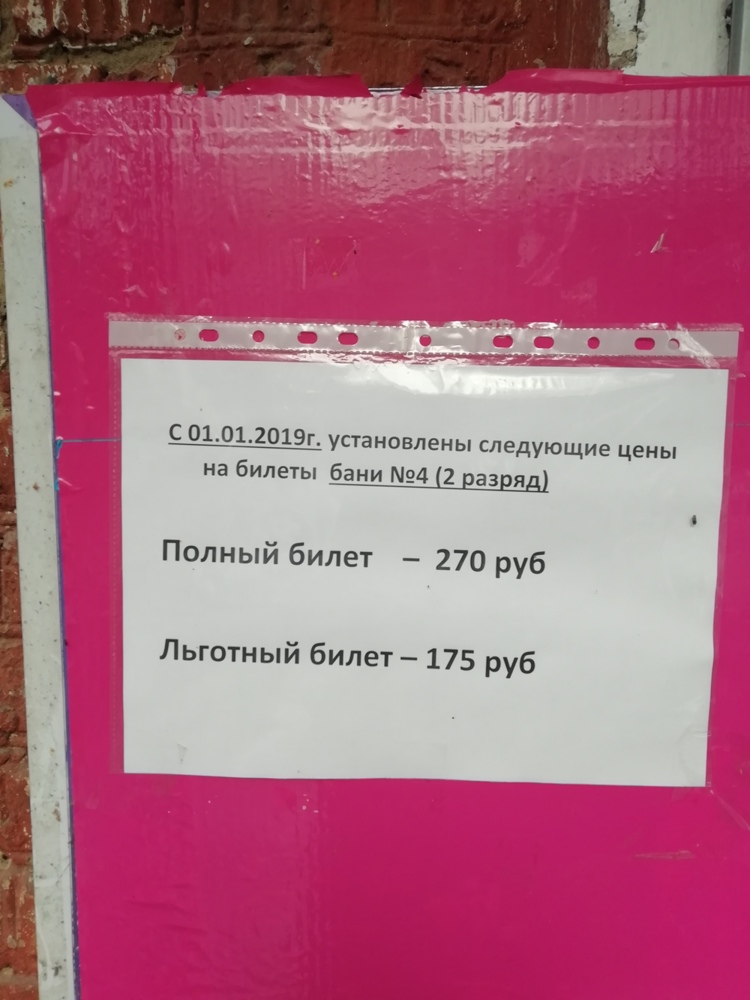 С 01.01.2019г. установлены следующие цены
на билеты бани №4 (2 разряд)
Полный билет – 270 руб
Льготный билет – 175 руб